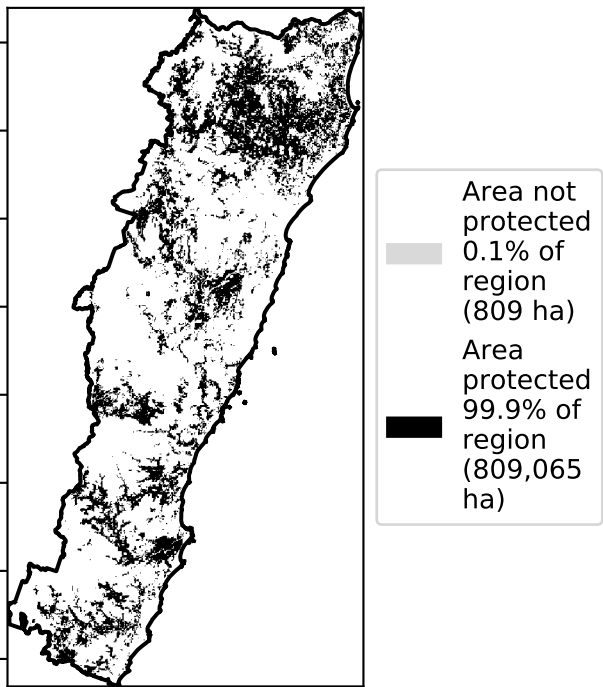 Area not
protected
0.1% of
region
(809 ha)
Area
protected
99.9% of
region
(809,065
ha)